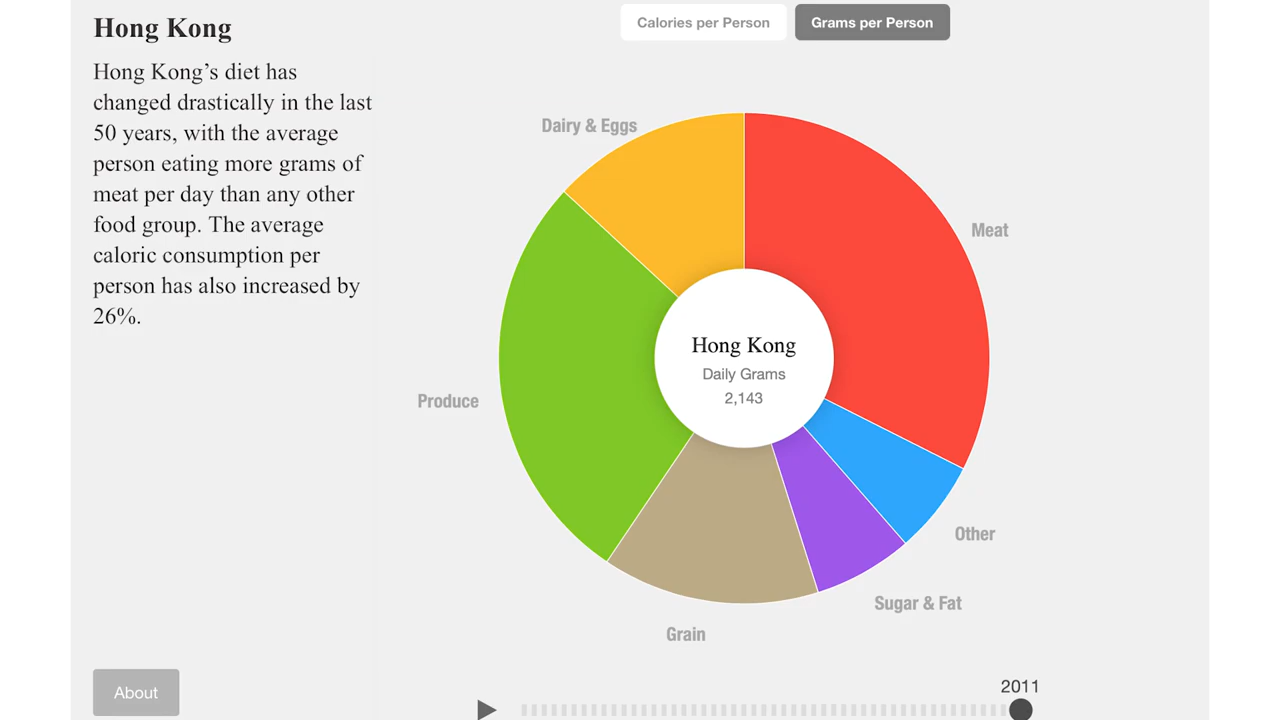 Hong Kong
Hong Kong’s diet has
changed drastically in the last
50 years, with the average
person eating more grams of
meat per day than any other
food group. The average
caloric consumption per
person has also increased by
26%.
About
Calories per Person
Grams per Person
Dairy & Eggs
Meat
Produce
Hong Kong
Daily Grams
2,143
Other
Sugar & Fat
Grain
2011